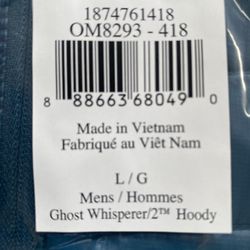 1874761418
OM8293 - 418
8 88663 68049 0
Made in Vietnam
Fabriqué au Viêt Nam
L / G
Mens / Hommes
Ghost Whisperer/2™ Hoody